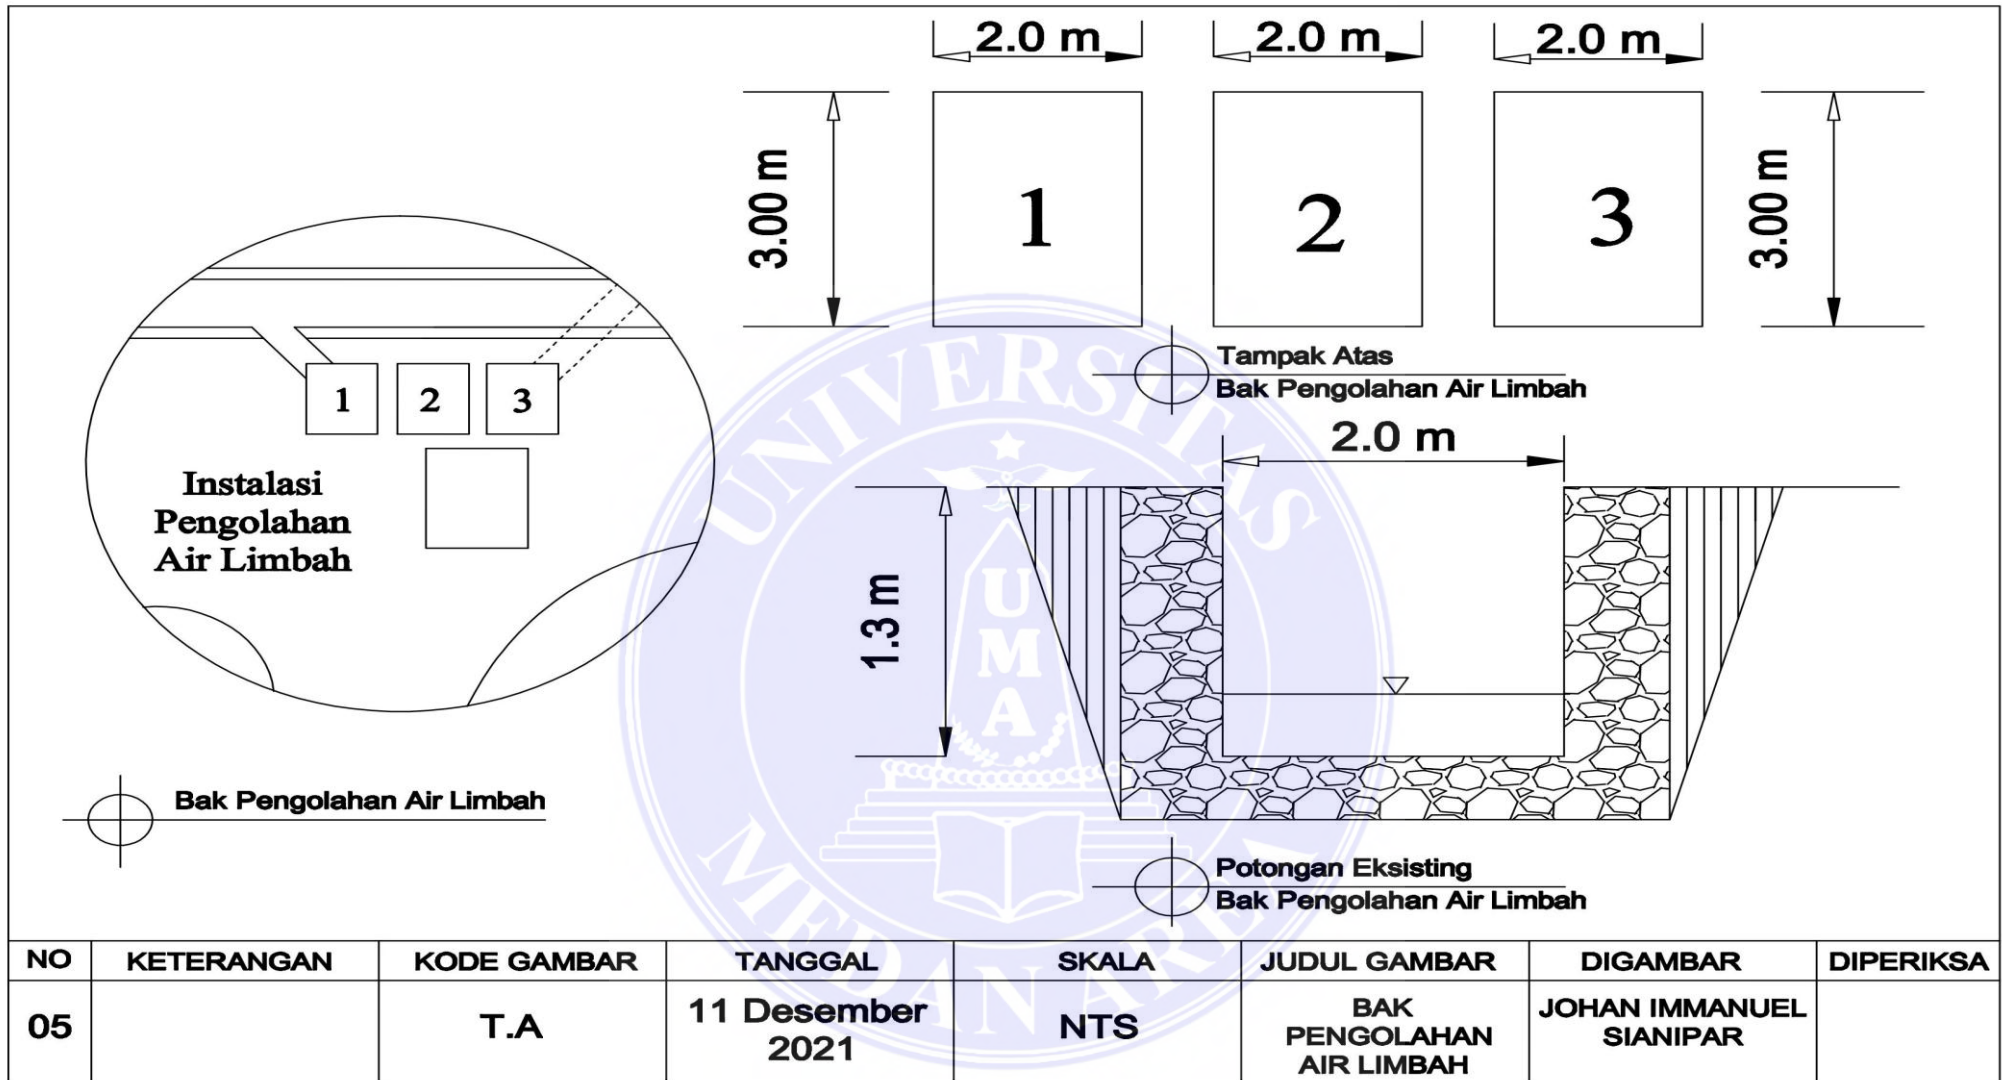 2.0 m
2.0 m
2.0 m
3.00 m
1
2
3
3.00 m
Tampak Atas
Bak Pengolahan Air Limbah
1
2
3
Instalasi
Pengolahan
Air Limbah
Bak Pengolahan Air Limbah
2.0 m
1.3 m
Potongan Eksisting
Bak Pengolahan Air Limbah
UNIVERSITAS
MEDAN AREA
U
M
A
NO KETERANGAN KODE GAMBAR TANGGAL SKALA JUDUL GAMBAR DIGAMBAR DIPERIKSA
05 T.A 11 Desember 2021 NTS BAK PENGOLAHAN AIR LIMBAH JOHAN IMMANUEL SIANIPAR